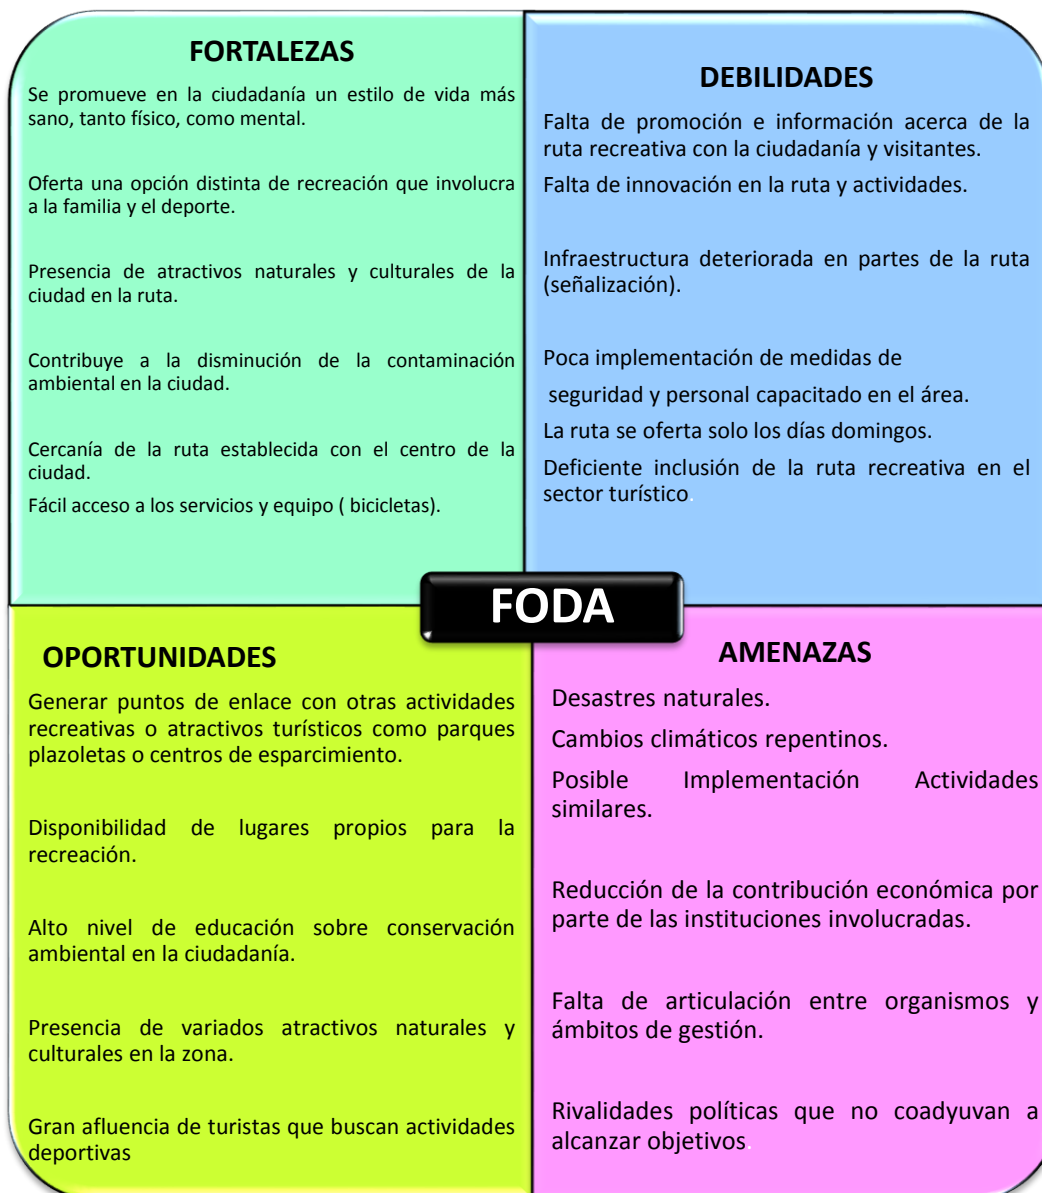 FORTALEZAS
Se promueve en la ciudadanía un estilo de vida más
sano, tanto físico, como mental.
Oferta una opción distinta de recreación que involucra
a la familia y el deporte.
Presencia de atractivos naturales y culturales de la
ciudad en la ruta.
Contribuye a la disminución de la contaminación
ambiental en la ciudad.
Cercanía de la ruta establecida con el centro de la
ciudad.
Fácil acceso a los servicios y equipo ( bicicletas).
DEBILIDADES
Falta de promoción e información acerca de la
ruta recreativa con la ciudadanía y visitantes.
Falta de innovación en la ruta y actividades.
Infraestructura deteriorada en partes de la ruta
(señalización).
Poca implementación de medidas de
seguridad y personal capacitado en el área.
La ruta se oferta solo los días domingos.
Deficiente inclusión de la ruta recreativa en el
sector turístico.
FODA
OPORTUNIDADES
Generar puntos de enlace con otras actividades
recreativas o atractivos turísticos como parques
plazoletas o centros de esparcimiento.
Disponibilidad de lugares propios para la
recreación.
Alto nivel de educación sobre conservación
ambiental en la ciudadanía.
Presencia de variados atractivos naturales y
culturales en la zona.
Gran afluencia de turistas que buscan actividades
deportivas
AMENAZAS
Desastres naturales.
Cambios climáticos repentinos.
Posible Implementación Actividades
similares.
Reducción de la contribución económica por
parte de las instituciones involucradas.
Falta de articulación entre organismos y
ámbitos de gestión.
Rivalidades políticas que no coadyuvan a
alcanzar objetivos.